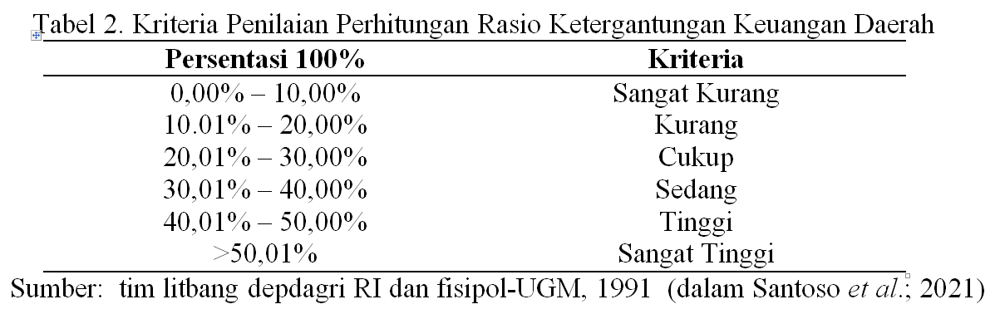 Tabel 2. Kriteria Penilaian Perhitungan Rasio Ketergantungan Keuangan Daerah
Persentasi 100% Kriteria
0,00% – 10,00% Sangat Kurang
10.01% – 20,00% Kurang
20,01% – 30,00% Cukup
30,01% – 40,00% Sedang
40,01% – 50,00% Tinggi
>50,01% Sangat Tinggi
Sumber: tim litbang depdagri RI dan fisipol-UGM, 1991 (dalam Santoso et al.; 2021)